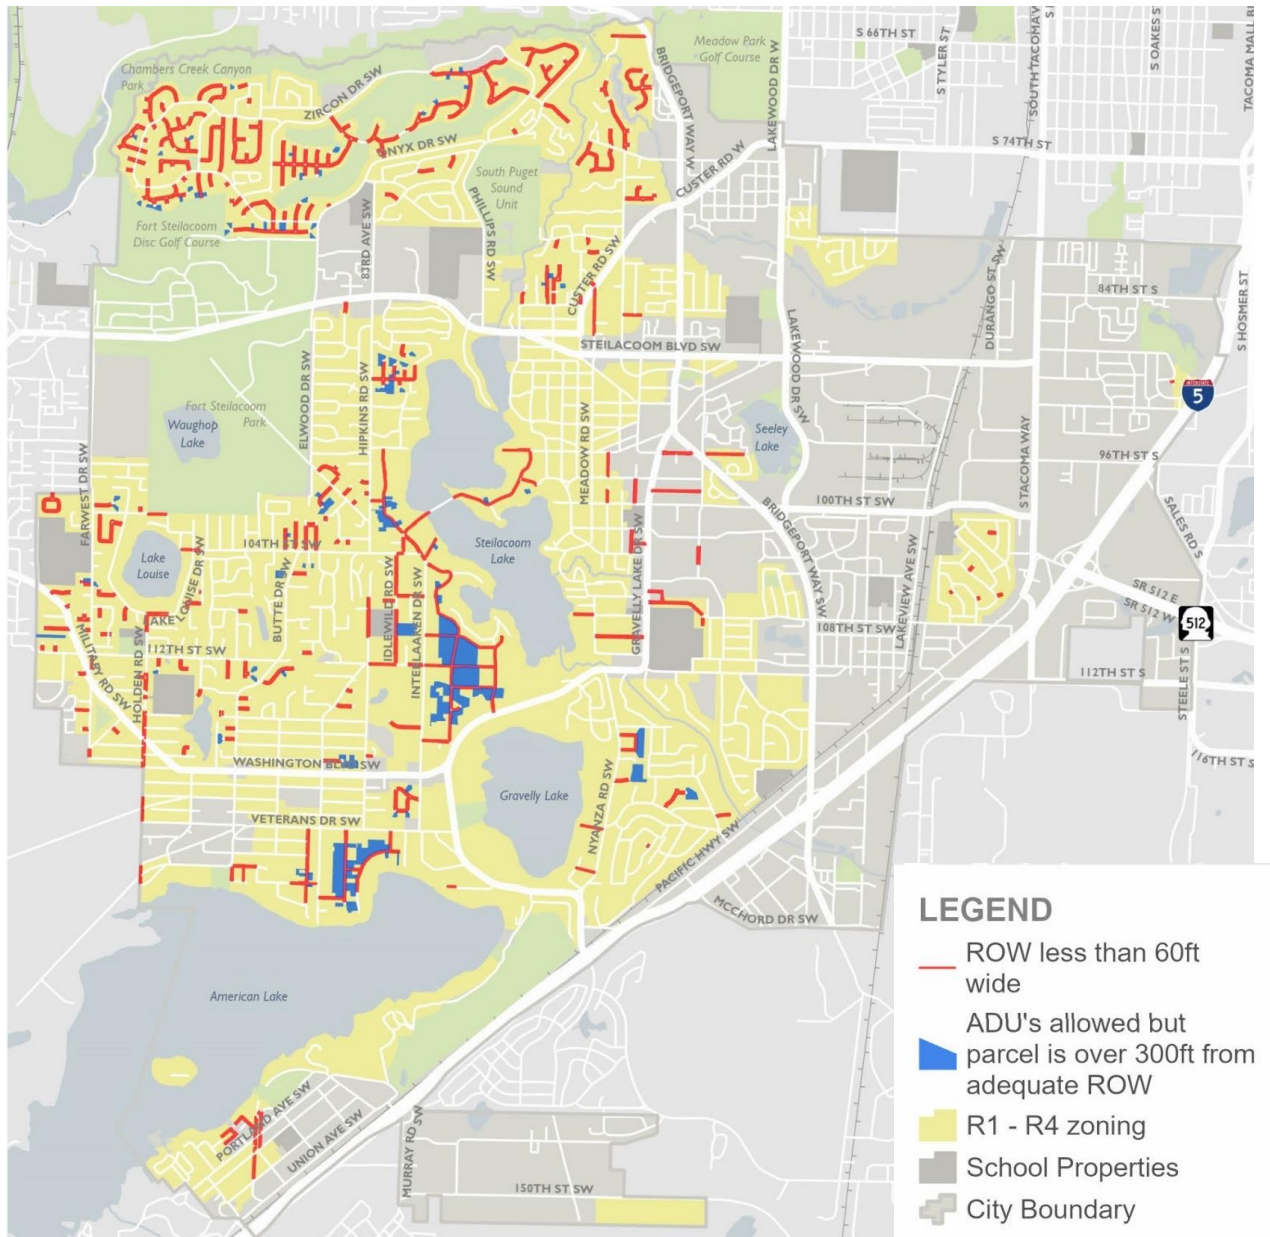 Meadow Park
Golf Course
S 66TH ST
S TYLER ST
SOUTH TACOMA W
S OAKES S
TACOMA MALL BL
Chambers Creek Canyon
Park
ZIRCON DR SW
BRIDGEPORT WAY W
LAKEWOOD DR W
S 74TH ST
ONYX DR SW
CUSTER RD W
South Puget
Sound
Unit
PHILLIPS RD SW
83RD AVE SW
Fort Steilacoom
Disc Golf Course
CUSTER RD SW
DURANGO ST SW
84TH ST S
S HOSMER ST
STEILACOOM BLVD SW
LAKEWOOD DR SW
ELWOOD DR SW
HIPKINS RD SW
Fort Steilacoom
Park
Waughop
Lake
MEADOW RD SW
Seeley
Lake
INTERSTATE
5
S TACOMA WAY
96TH ST S
FARWEST DR SW
100TH ST SW
BRIDGEPORT WAY SW
SALES RD S
104TH ST SW
Steilacoom
Lake
GRAVELLY LAKE DR SW
LAKEVIEW AVE SW
Lake
Louise
LAKE LOUISE DR SW
BUTTE DR SW
IDLEWILD RD SW
INTERLAAKEN DR SW
SR 512 E
SR 512 W
512
108TH ST SW
MILITARY RD SW
HOLDEN RD SW
112TH ST SW
112TH ST S
STEELE ST S
116TH ST S
WASHINGTON BLVD SW
Gravelly Lake
NYANZA RD SW
VETERANS DR SW
PACIFIC HWY SW
MCCHORD DR SW
American Lake
PORTLAND AVE SW
UNION AVE SW
MURRAY RD SW
150TH ST SW
LEGEND
ROW less than 60ft
wide
ADU's allowed but
parcel is over 300ft from
adequate ROW
R1 - R4 zoning
School Properties
City Boundary